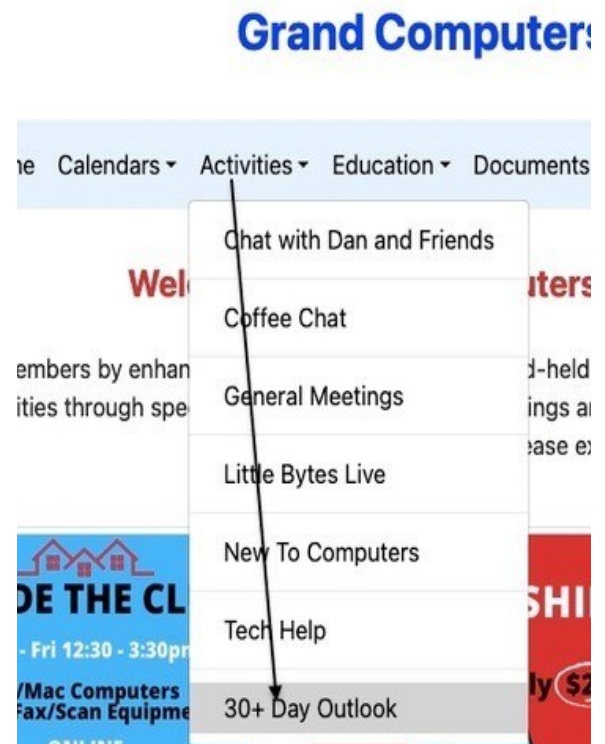 Grand Computers
Calendars Activities Education Documents
Wel
uters
Chat with Dan and Friends
Coffee Chat
General Meetings
Little Bytes Live
New To Computers
Tech Help
30+ Day Outlook
embers by enhan
d-held
ities through spe
ings a
ease ex
DE THE CL
- Fri 12:30 - 3:30pm
/Mac Computers
Fax/Scan Equipme
SHI
ly $2